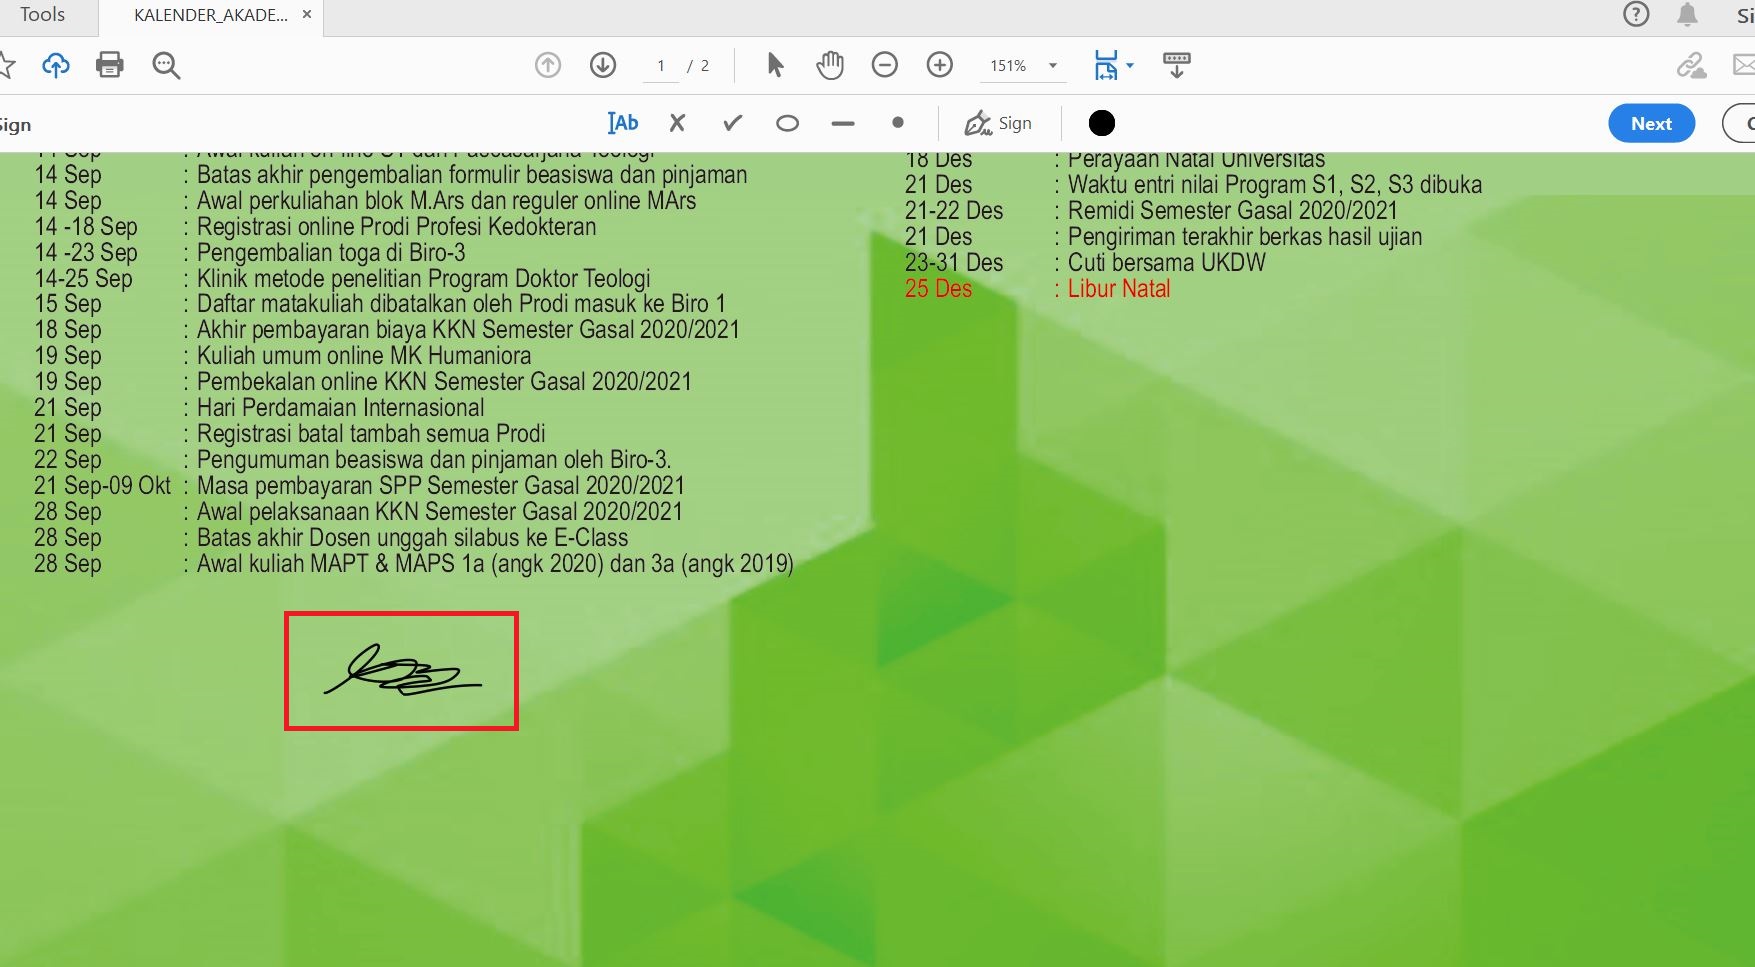 Tools
KALENDER_AKADE... ×
1 / 2
151%
Sign
Next
Sign
14 Sep : Awal kuliah on-line S1 dan Pascasarjana Teologi
14 Sep : Batas akhir pengembalian formulir beasiswa dan pinjaman
14 Sep : Awal perkuliahan blok M.Ars dan reguler online MArs
14 -18 Sep : Registrasi online Prodi Profesi Kedokteran
14 -23 Sep : Pengembalian toga di Biro-3
14-25 Sep : Klinik metode penelitian Program Doktor Teologi
15 Sep : Daftar matakuliah dibatalkan oleh Prodi masuk ke Biro 1
18 Sep : Akhir pembayaran biaya KKN Semester Gasal 2020/2021
19 Sep : Kuliah umum online MK Humaniora
19 Sep : Pembekalan online KKN Semester Gasal 2020/2021
21 Sep : Hari Perdamaian Internasional
21 Sep : Registrasi batal tambah semua Prodi
22 Sep : Pengumuman beasiswa dan pinjaman oleh Biro-3.
21 Sep-09 Okt : Masa pembayaran SPP Semester Gasal 2020/2021
28 Sep : Awal pelaksanaan KKN Semester Gasal 2020/2021
28 Sep : Batas akhir Dosen unggah silabus ke E-Class
28 Sep : Awal kuliah MAPT & MAPS 1a (angk 2020) dan 3a (angk 2019)
18 Des : Perayaan Natal Universitas
21 Des : Waktu entri nilai Program S1, S2, S3 dibuka
21-22 Des : Remidi Semester Gasal 2020/2021
21 Des : Pengiriman terakhir berkas hasil ujian
23-31 Des : Cuti bersama UKDW
25 Des : Libur Natal